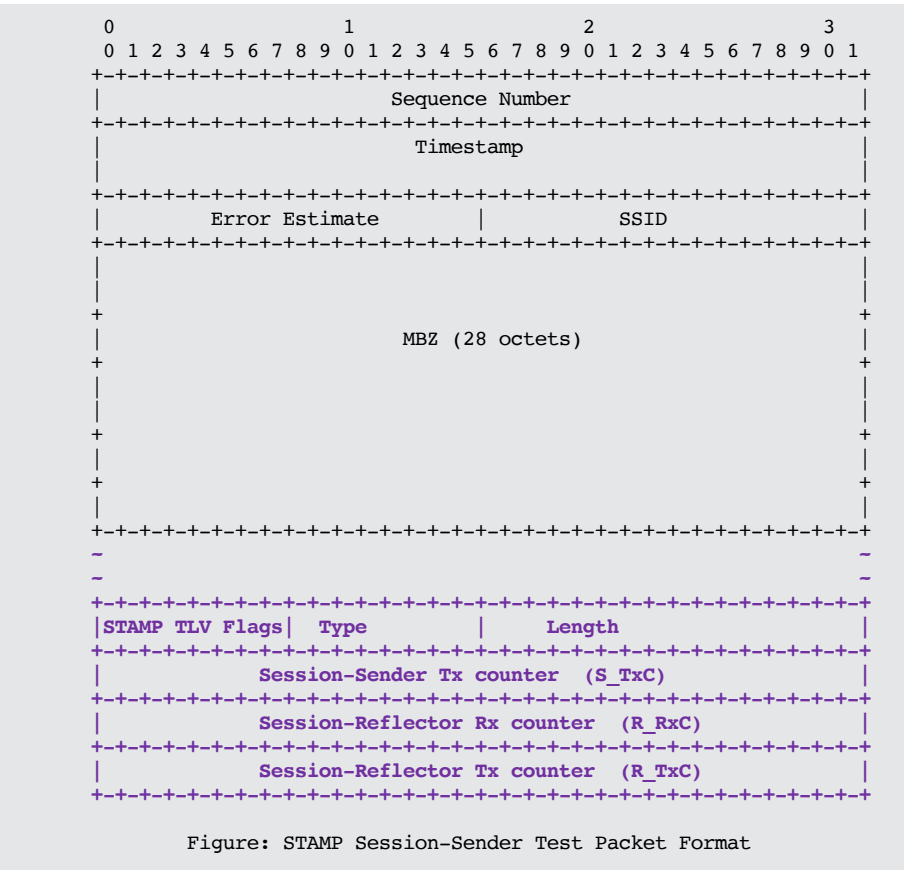 0                   1                   2                   3
 0 1 2 3 4 5 6 7 8 9 0 1 2 3 4 5 6 7 8 9 0 1 2 3 4 5 6 7 8 9 0 1
+-+-+-+-+-+-+-+-+-+-+-+-+-+-+-+-+-+-+-+-+-+-+-+-+-+-+-+-+-+-+-+-+
|                        Sequence Number                        |
+-+-+-+-+-+-+-+-+-+-+-+-+-+-+-+-+-+-+-+-+-+-+-+-+-+-+-+-+-+-+-+-+
|                          Timestamp                            |
|                                                               |
+-+-+-+-+-+-+-+-+-+-+-+-+-+-+-+-+-+-+-+-+-+-+-+-+-+-+-+-+-+-+-+-+
|         Error Estimate        |           SSID                |
+-+-+-+-+-+-+-+-+-+-+-+-+-+-+-+-+-+-+-+-+-+-+-+-+-+-+-+-+-+-+-+-+
|                                                               |
|                                                               |
+                                                               +
|                         MBZ (28 octets)                       |
+                                                               +
|                                                               |
|                                                               |
+                                                               +
|                                                               |
+                                                               +
|                                                               |
+-+-+-+-+-+-+-+-+-+-+-+-+-+-+-+-+-+-+-+-+-+-+-+-+-+-+-+-+-+-+-+-+
~                                                               ~
~                                                               ~
+-+-+-+-+-+-+-+-+-+-+-+-+-+-+-+-+-+-+-+-+-+-+-+-+-+-+-+-+-+-+-+-+
|STAMP TLV Flags|  Type         |     Length                    |
+-+-+-+-+-+-+-+-+-+-+-+-+-+-+-+-+-+-+-+-+-+-+-+-+-+-+-+-+-+-+-+-+
|             Session-Sender Tx counter  (S_TxC)                |
+-+-+-+-+-+-+-+-+-+-+-+-+-+-+-+-+-+-+-+-+-+-+-+-+-+-+-+-+-+-+-+-+
|             Session-Reflector Rx counter  (R_RxC)             |
+-+-+-+-+-+-+-+-+-+-+-+-+-+-+-+-+-+-+-+-+-+-+-+-+-+-+-+-+-+-+-+-+
|             Session-Reflector Tx counter  (R_TxC)             |
+-+-+-+-+-+-+-+-+-+-+-+-+-+-+-+-+-+-+-+-+-+-+-+-+-+-+-+-+-+-+-+-+
Figure: STAMP Session-Sender Test Packet Format